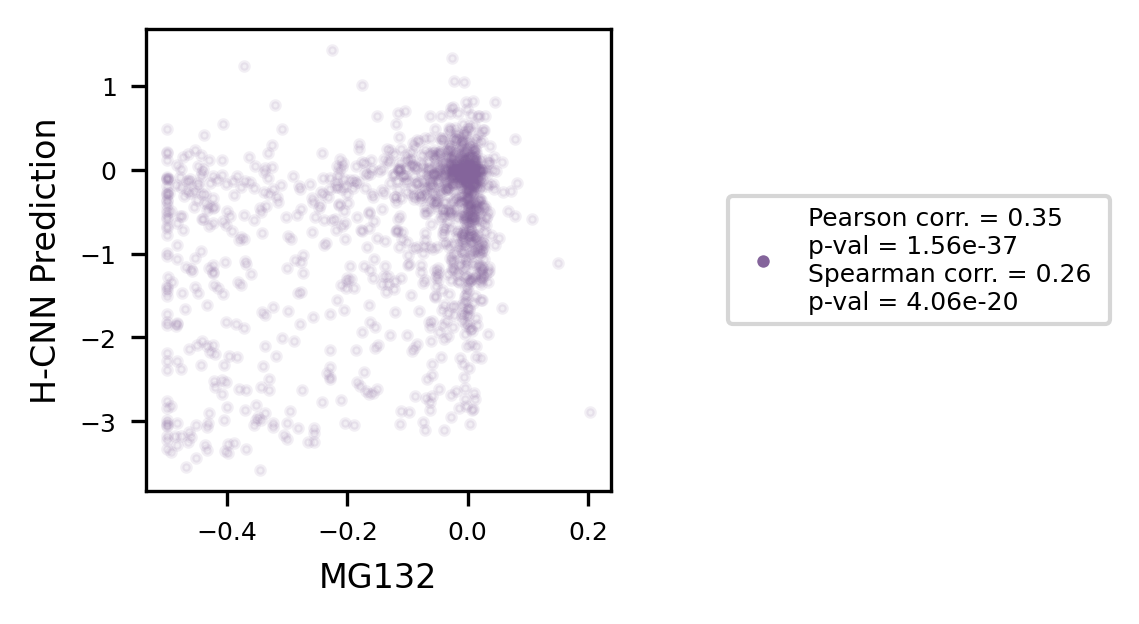 H-CNN Prediction
1
0
−1
−2
−3
−0.4
−0.2
0.0
0.2
MG132
Pearson corr. = 0.35
p-val = 1.56e-37
Spearman corr. = 0.26
p-val = 4.06e-20